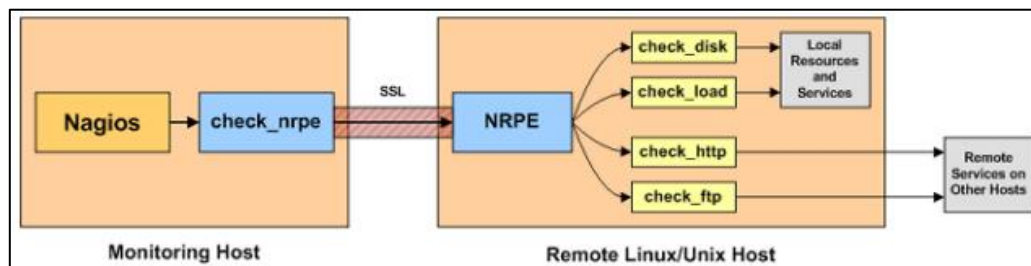 Nagios
check_nrpe
SSL
NRPE
check_disk
check_load
check_http
check_ftp
Local
Resources
and
Services
Remote
Services on
Other Hosts
Monitoring Host
Remote Linux/Unix Host